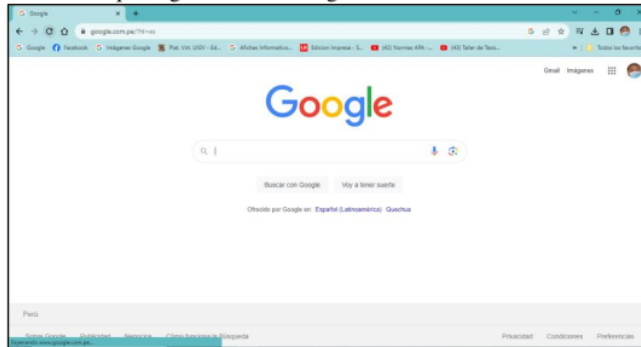 Google
google.com.pe/?hl=es
Google Facebook Imágenes Google Plat. Virt. UIGV - Ed... Afiches Informativo... Edicion Impresa - S... (43) Normas APA -... (43) Taller de Tesis... » Todos los favoritos
Gmail Imágenes
Google
Buscar con Google Voy a tener suerte
Ofrecido por Google en: Español (Latinoamérica) Quechua
Perú
Sobre Google Publicidad Negocios Cómo funciona la Búsqueda Privacidad Condiciones Preferencias
Esperando www.google.com.pe...